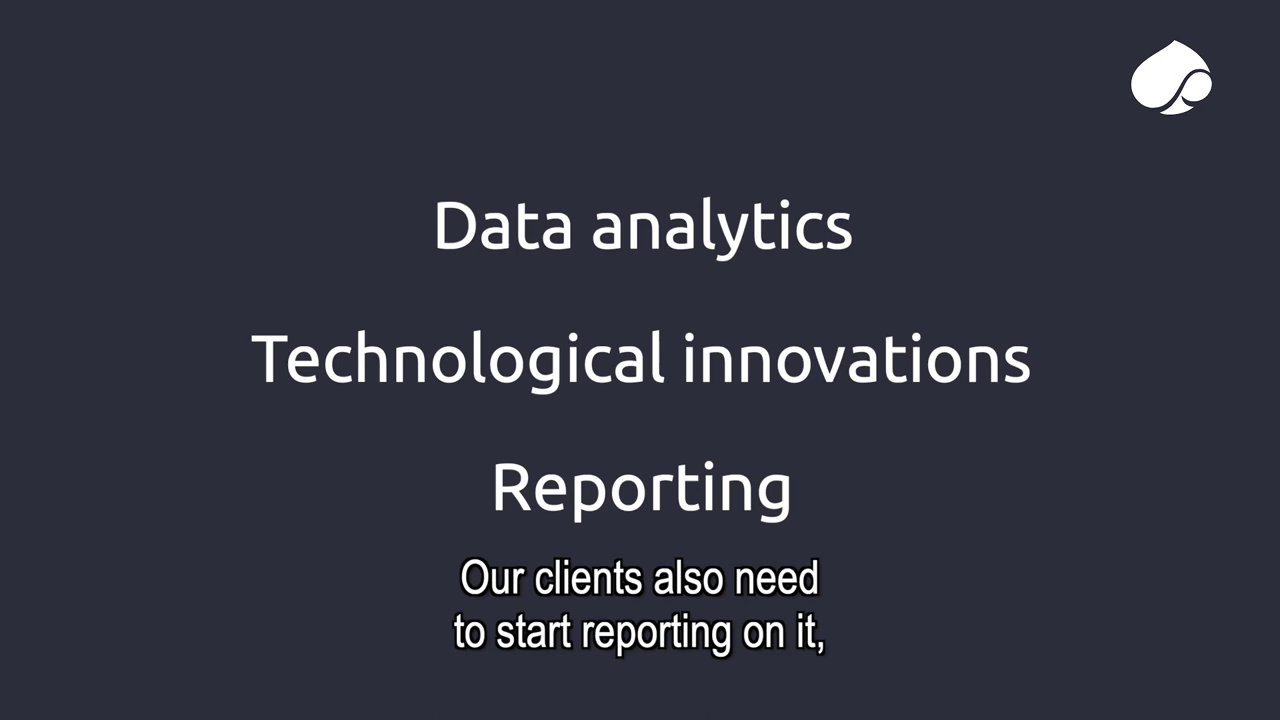 Data analytics
Technological innovations
Reporting
Our clients also need
to start reporting on it,